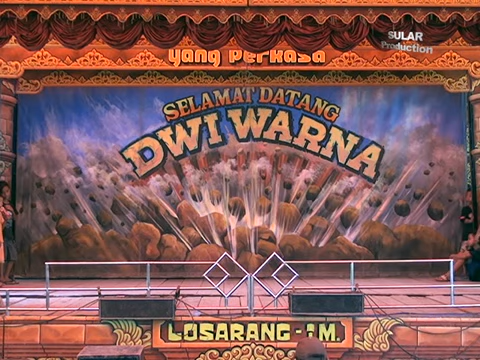 SULAR
Production
yang perkasa
SELAMAT DATANG
DWI WARNA
LOSARANG - IM.